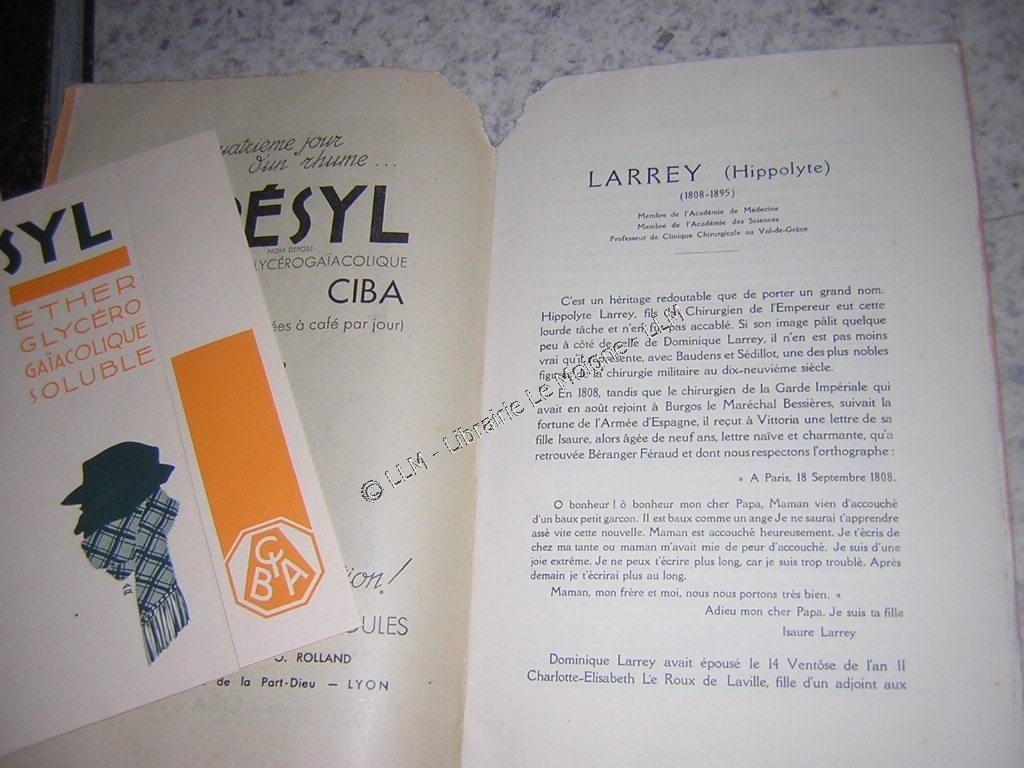 SYL
ÉTHER
GLYCÉRO
GAÏACOLIQUE
SOLUBLE
CIBA
jour
d'un rhume ...
ÉSYL
NOM DÉPOSÉ
LYCÉROGAÏACOLIQUE
CIBA
ées à café par jour)
ion!
OULES
O. ROLLAND
de la Part-Dieu — LYON
LARREY (Hippolyte)
(1808-1895)
Membre de l'Académie de Médecine
Membre de l'Académie des Sciences
Professeur de Clinique Chirurgicale au Val-de-Grâce
C'est un héritage redoutable que de porter un grand nom.
Hippolyte Larrey, fils du Chirurgien de l'Empereur eut cette
lourde tâche et n'en fut pas accablé. Si son image pâlit quelque
peu à côté de celle de Dominique Larrey, il n'en est pas moins
vrai qu'il représente, avec Baudens et Sédillot, une des plus nobles
figures de la chirurgie militaire au dix-neuviéme siècle.
En 1808, tandis que le chirurgien de la Garde Impériale qui
avait en août rejoint à Burgos le Maréchal Bessières, suivait la
fortune de l'Armée d'Espagne, il reçut à Vittoria une lettre de sa
fille Isaure, alors âgée de neuf ans, lettre naïve et charmante, qu'a
retrouvée Béranger Féraud et dont nous respectons l'orthographe :
« A Paris, 18 Septembre 1808.
O bonheur! ô bonheur mon cher Papa, Maman vien d'accouché
d'un baux petit garcon. Il est baux comme un ange Je ne saurai t'apprendre
assé vite cette nouvelle. Maman est accouché heureusement. Je t'écris de
chez ma tante ou maman m'avait mie de peur d'accouché. Je suis d'une
joie extrême. Je ne peux t'écrire plus long, car je suis trop troublé. Après
demain je t'écrirai plus au long.
Maman, mon frère et moi, nous nous portons très bien. »
Adieu mon cher Papa. Je suis ta fille
Isaure Larrey
Dominique Larrey avait épousé le 14 Ventôse de l'an II
Charlotte-Elisabeth Le Roux de Laville, fille d'un adjoint aux
© LLM - Librairie Le Moigne - LLM